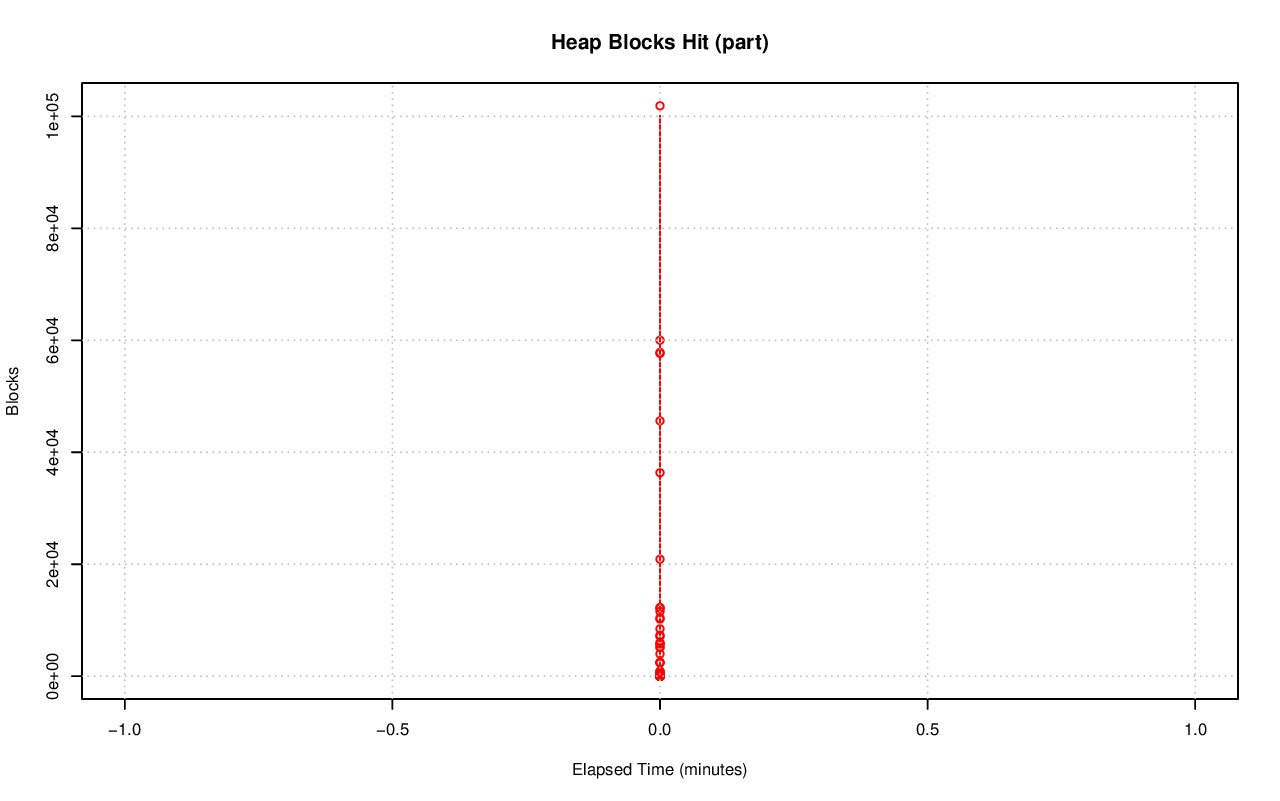 Heap Blocks Hit (part)
1e+05
8e+04
6e+04
4e+04
2e+04
0e+00
Blocks
−1.0
−0.5
0.0
0.5
1.0
Elapsed Time (minutes)